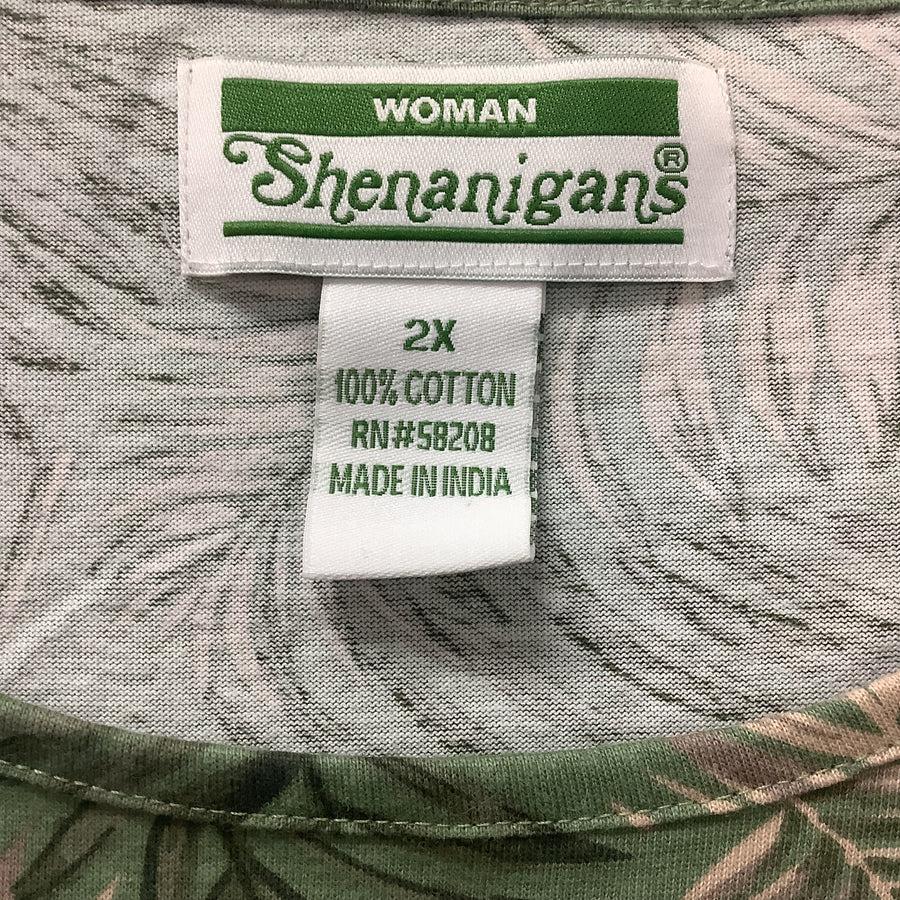 WOMAN
Shenanigans®
2X
100% COTTON
RN#58208
MADE IN INDIA